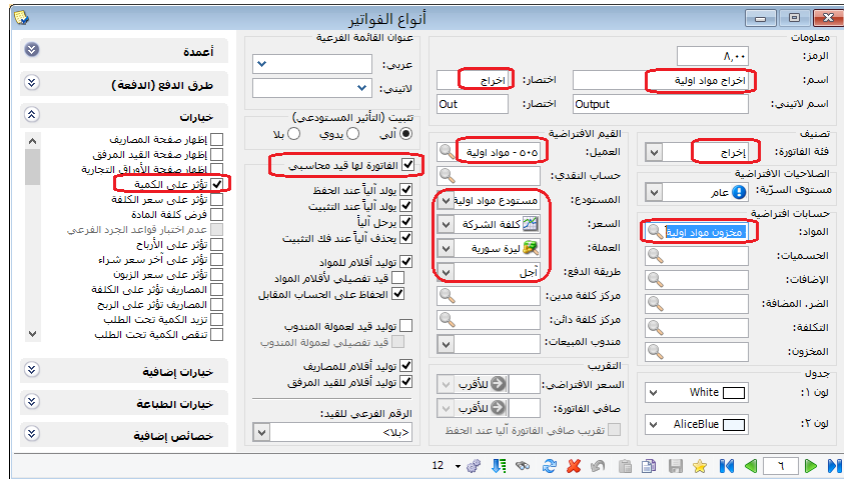 أنواع الفواتير
معلومات
الرمز: ٨,٠٠
اسم: اخراج مواد اولية اختصار: اخراج
اسم لاتيني: Output اختصار: Out
تصنيف
فئة الفاتورة: إخراج
الصلاحيات الافتراضية
مستوى السرّية: عام
حسابات افتراضية
المواد: مخزون مواد اولية
الحسميات:
الإضافات:
الضر. المضافة:
التكلفة:
المخزون:
جدول
لون ١: White
لون ٢: AliceBlue
القيم الافتراضية
العميل: ٥٠٥ - مواد اولية
حساب النقدي:
المستودع: مستودع مواد اولية
السعر: كلفة الشركة
العملة: ليرة سورية
طريقة الدفع: آجل
مركز كلفة مدين:
مركز كلفة دائن:
مندوب المبيعات:
التقريب
السعر الافتراضي: للأقرب
صافي الفاتورة: للأقرب
تقريب صافي الفاتورة آليا عند الحفظ
عنوان القائمة الفرعية
عربي:
لاتيني:
تثبيت (التأثير المستودعي)
آلي يدوي بلا
الفاتورة لها قيد محاسبي
يولد آلياً عند الحفظ
يولد آلياً عند التثبيت
يرحل آلياً
يحذف آلياً عند فك التثبيت
توليد أقلام للمواد
قيد تفصيلي لأقلام المواد
الحفاظ على الحساب المقابل
توليد قيد لعمولة المندوب
قيد تفصيلي لعمولة المندوب
توليد أقلام للمصاريف
توليد أقلام للقيد المرفق
الرقم الفرعي للقيد:
<بلا>
أعمدة
طرق الدفع (الدفعة)
خيارات
إظهار صفحة المصاريف
إظهار صفحة القيد المرفق
إظهار صفحة الأوراق التجارية
تؤثر على الكمية
تؤثر على سعر الكلفة
فرض كلفة المادة
عدم اختبار قواعد الجرد الفرعي
تؤثر على الأرباح
تؤثر على آخر سعر شراء
تؤثر على سعر الزبون
المصاريف تؤثر على الكلفة
المصاريف تؤثر على الربح
تزيد الكمية تحت الطلب
تنقص الكمية تحت الطلب
خيارات إضافية
خيارات الطباعة
خصائص إضافية
١ ٦ 12